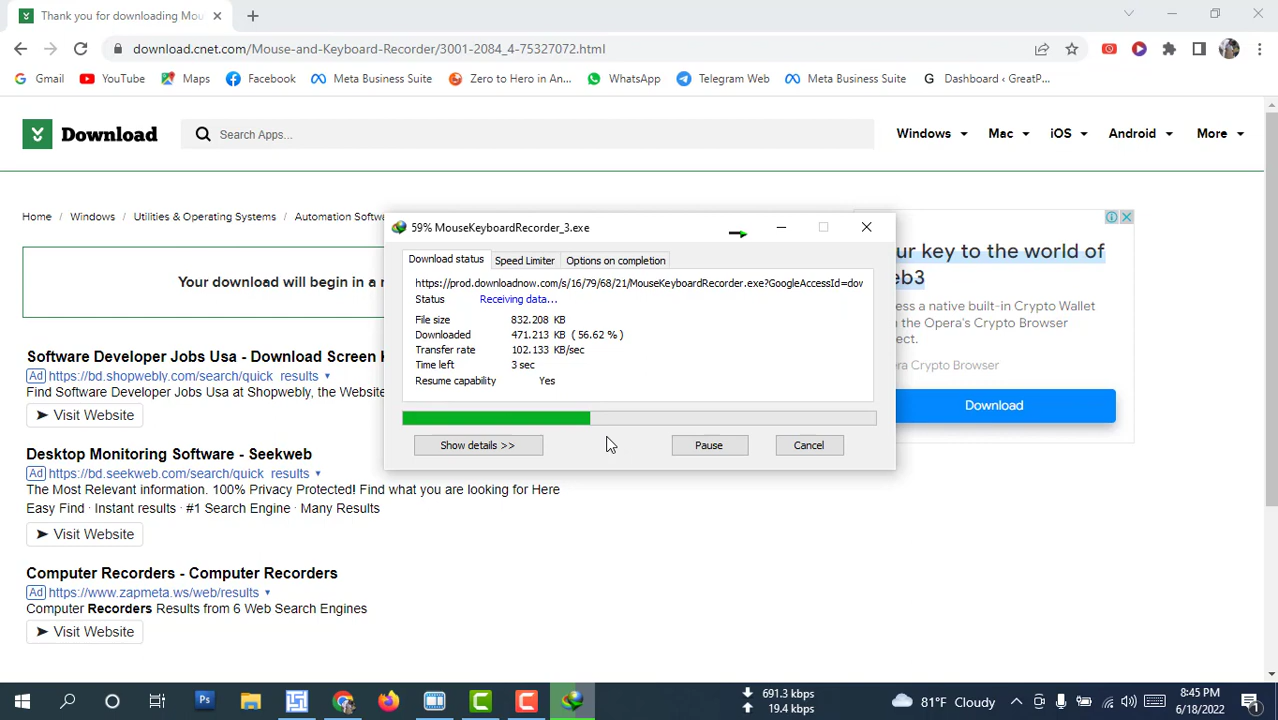 Thank you for downloading Mou
download.cnet.com/Mouse-and-Keyboard-Recorder/3001-2084_4-75327072.html
Gmail YouTube Maps Facebook Meta Business Suite Zero to Hero in An... WhatsApp Telegram Web Meta Business Suite Dashboard ‹ GreatP...
Download Search Apps... Windows Mac iOS Android More
Home / Windows / Utilities & Operating Systems / Automation Softw
download will begin in a
59% MouseKeyboardRecorder_3.exe
Download status Speed Limiter Options on completion
https://prod.downloadnow.com/s/16/79/68/21/MouseKeyboardRecorder.exe?GoogleAccessId=dov
Status Receiving data...
File size 832.208 KB
Downloaded 471.213 KB ( 56.62 % )
Transfer rate 102.133 KB/sec
Time left 3 sec
Resume capability Yes
Show details >> Pause Cancel
ur key to the world of
eb3
ess a native built-in Crypto Wallet
n the Opera's Crypto Browser
ect.
era Crypto Browser
Download
Software Developer Jobs Usa - Download Screen
Ad https://bd.shopwebly.com/search/quick_results
Find Software Developer Jobs Usa at Shopwebly, the Website
Visit Website
Desktop Monitoring Software - Seekweb
Ad https://bd.seekweb.com/search/quick_results
The Most Relevant information. 100% Privacy Protected! Find what you are looking for Here
Easy Find · Instant results · #1 Search Engine · Many Results
Visit Website
Computer Recorders - Computer Recorders
Ad https://www.zapmeta.ws/web/results
Computer Recorders Results from 6 Web Search Engines
Visit Website
Ps
691.3 kbps
19.4 kbps
81°F Cloudy
8:45 PM
6/18/2022
1